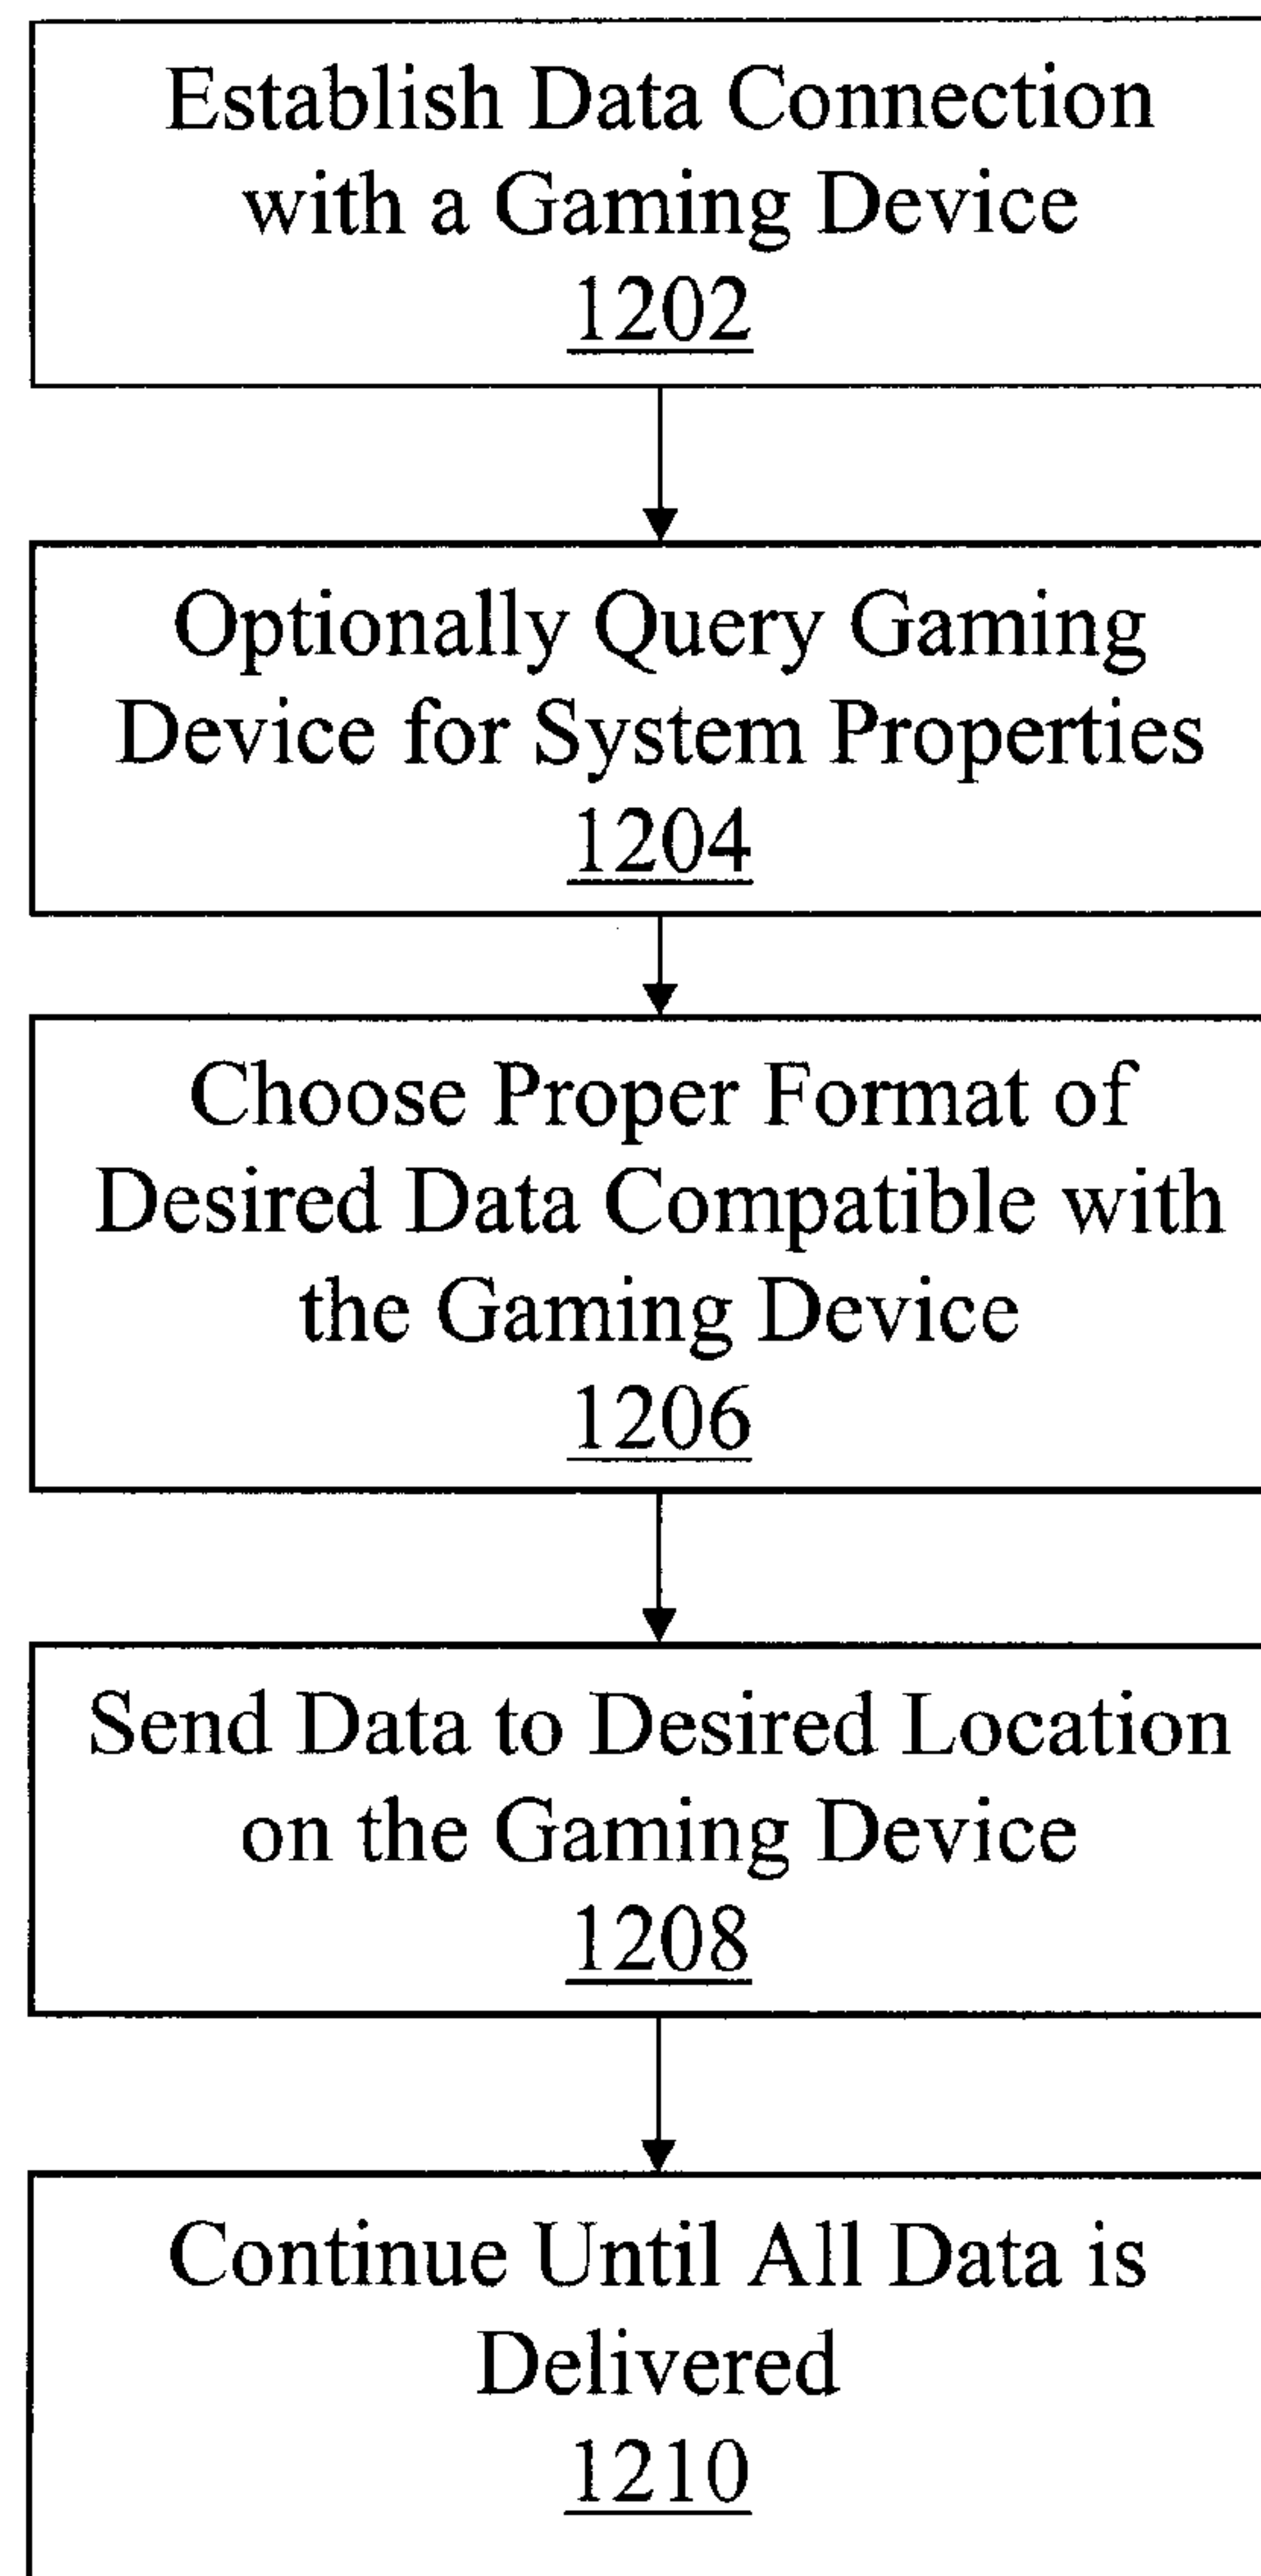 Establish Data Connection
with a Gaming Device
1202
Optionally Query Gaming
Device for System Properties
1204
Choose Proper Format of
Desired Data Compatible with
the Gaming Device
1206
Send Data to Desired Location
on the Gaming Device
1208
Continue Until All Data is
Delivered
1210